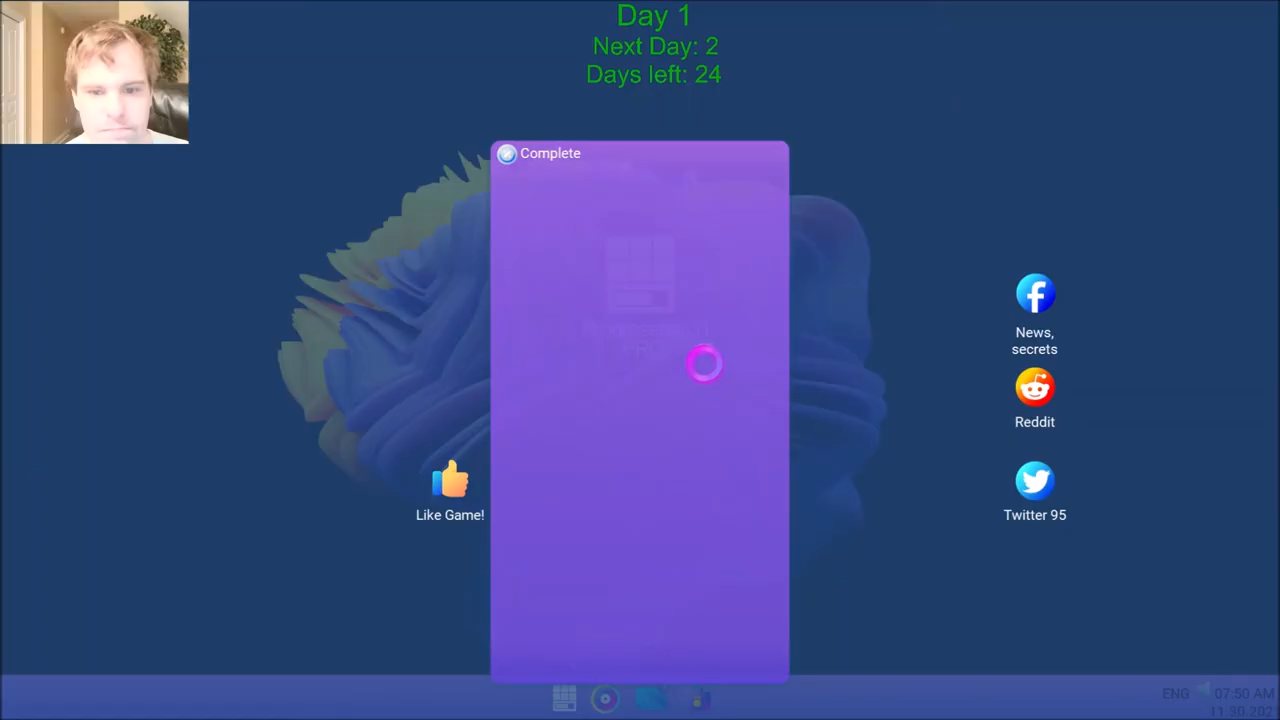 Day 1
Next Day: 2
Days left: 24
Complete
News,
secrets
Reddit
Like Game!
Twitter 95
ENG
07:50 AM